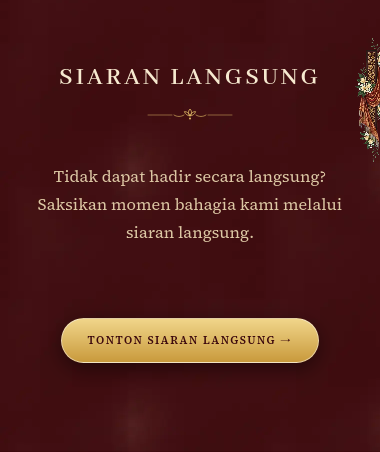 SIARAN LANGSUNG
Tidak dapat hadir secara langsung?
Saksikan momen bahagia kami melalui
siaran langsung.
TONTON SIARAN LANGSUNG →